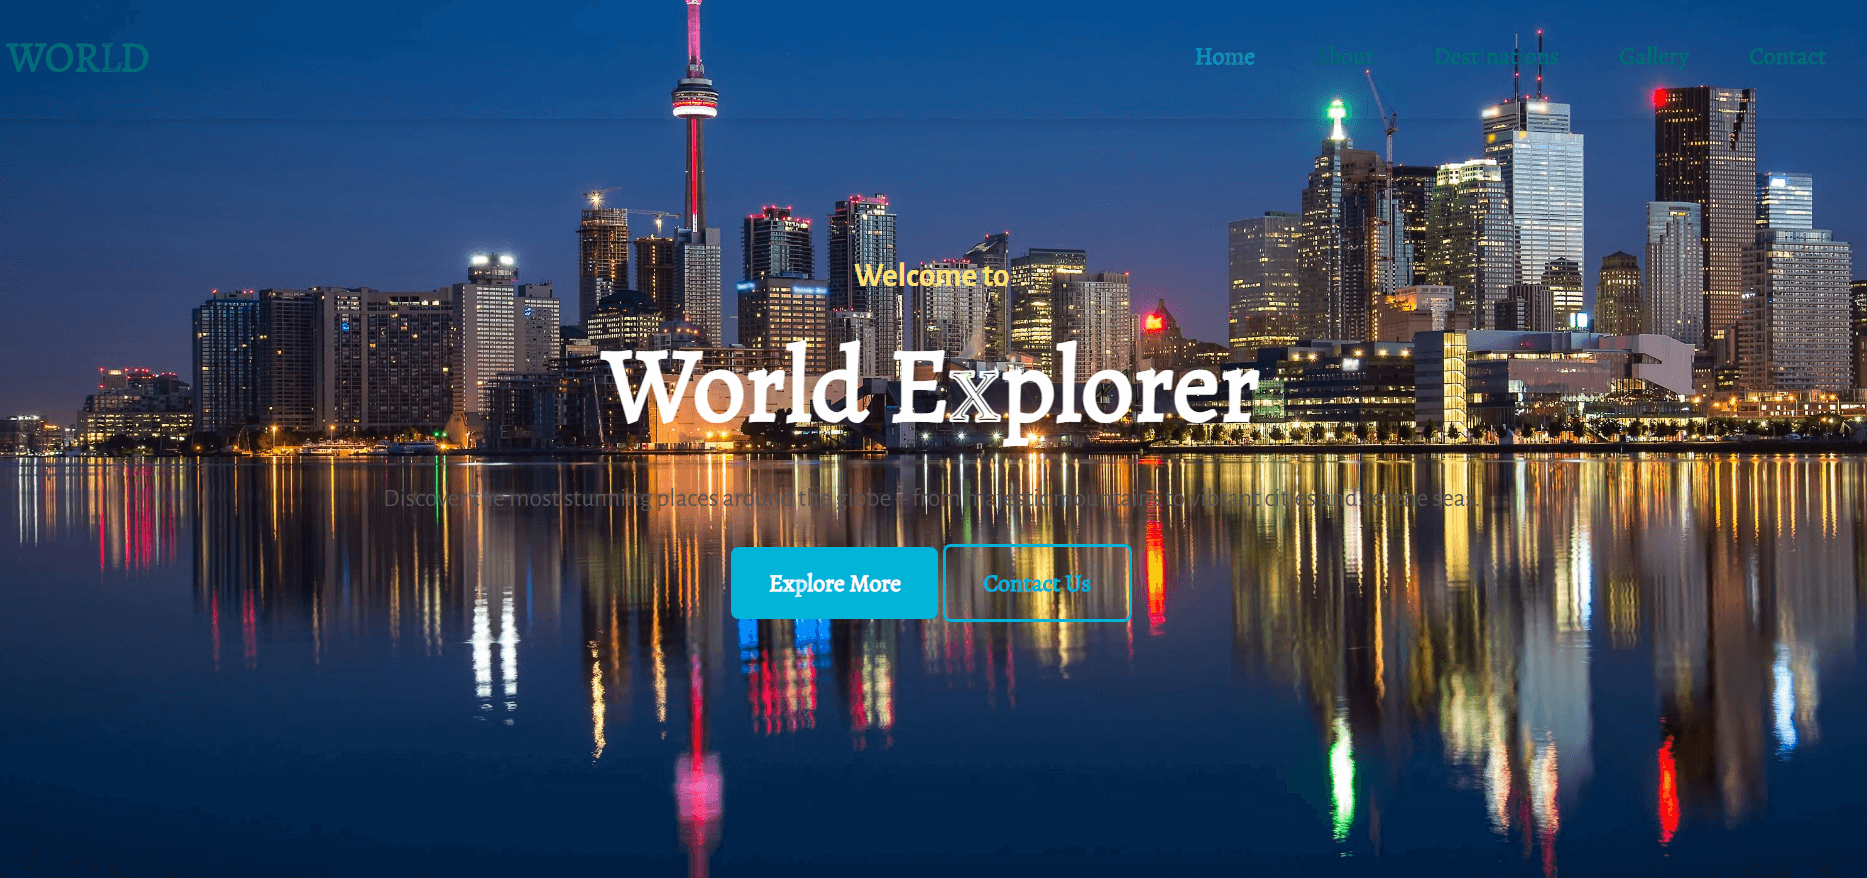 WORLD
Home About Destinations Gallery Contact
Welcome to
World Explorer
Discover the most stunning places around the globe – from majestic mountains to vibrant cities and serene seas.
Explore More Contact Us